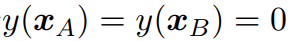 y(𝒙_A) = y(𝒙_B) = 0